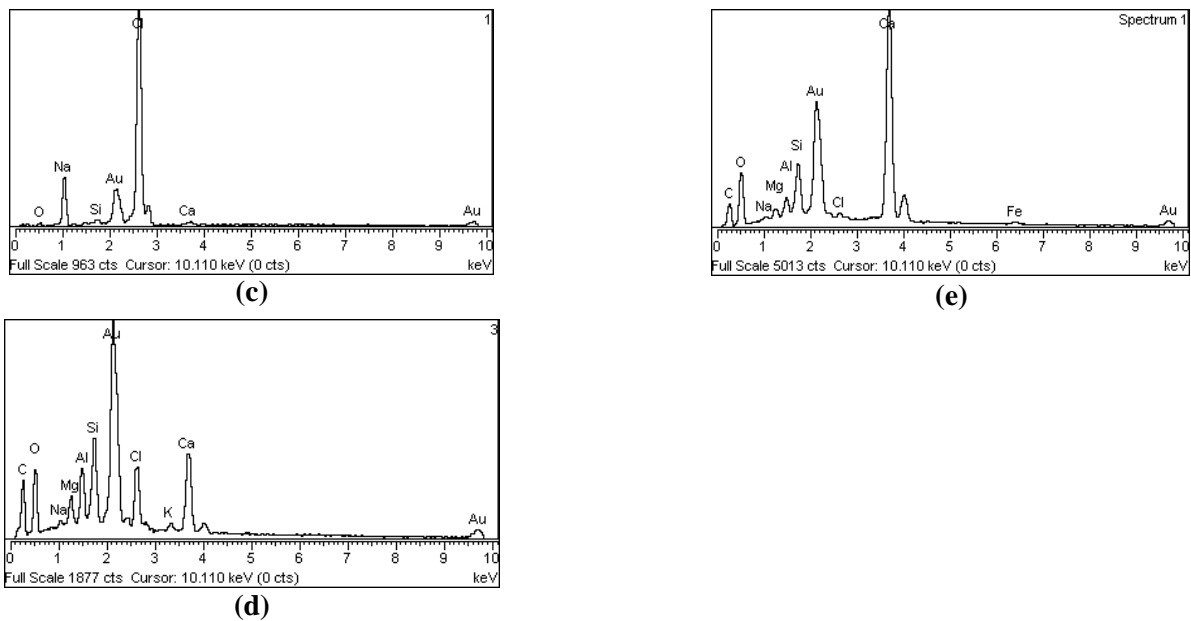 1
Cl
Na
Au
O
Si
Ca
Au
0 1 2 3 4 5 6 7 8 9 10
Full Scale 963 cts Cursor: 10.110 keV (0 cts) keV
(c)
Spectrum 1
Ca
Au
Si
O
Al
Mg
C
Na
Cl
Fe
Au
0 1 2 3 4 5 6 7 8 9 10
Full Scale 5013 cts Cursor: 10.110 keV (0 cts) keV
(e)
3
Au
Si
O
Ca
C
Al
Cl
Mg
Na
K
Au
0 1 2 3 4 5 6 7 8 9 10
Full Scale 1877 cts Cursor: 10.110 keV (0 cts) keV
(d)